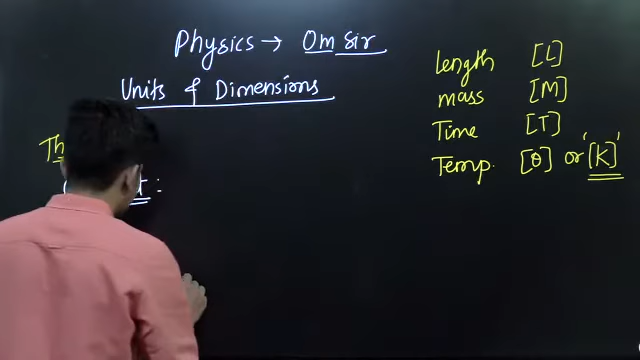 Physics → Om Sir
Units & Dimensions
Length [L]
mass [M]
Time [T]
Temp. [θ] or '[K]'